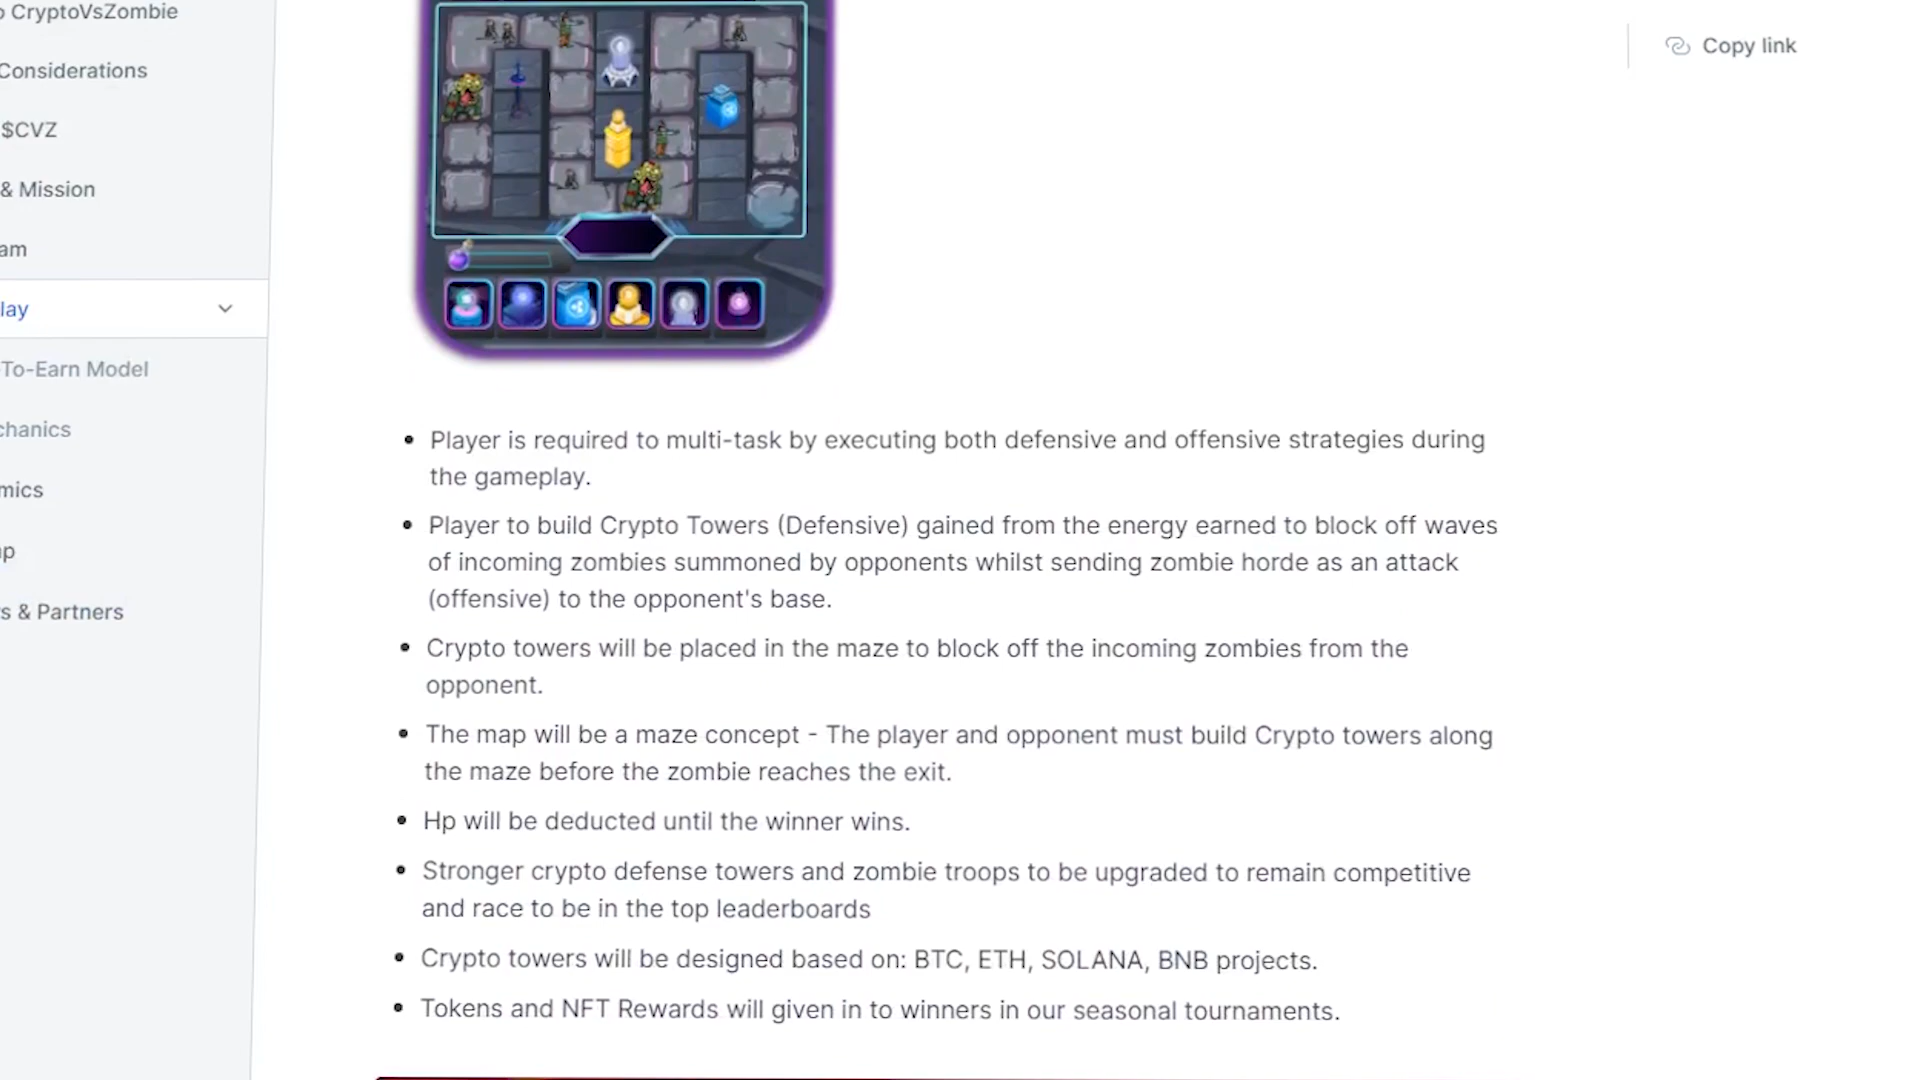 CryptoVsZombie
Considerations
$CVZ
& Mission
To-Earn Model
& Partners
Copy link
Player is required to multi-task by executing both defensive and offensive strategies during
the gameplay.
Player to build Crypto Towers (Defensive) gained from the energy earned to block off waves
of incoming zombies summoned by opponents whilst sending zombie horde as an attack
(offensive) to the opponent's base.
Crypto towers will be placed in the maze to block off the incoming zombies from the
opponent.
The map will be a maze concept - The player and opponent must build Crypto towers along
the maze before the zombie reaches the exit.
Hp will be deducted until the winner wins.
Stronger crypto defense towers and zombie troops to be upgraded to remain competitive
and race to be in the top leaderboards
Crypto towers will be designed based on: BTC, ETH, SOLANA, BNB projects.
Tokens and NFT Rewards will given in to winners in our seasonal tournaments.